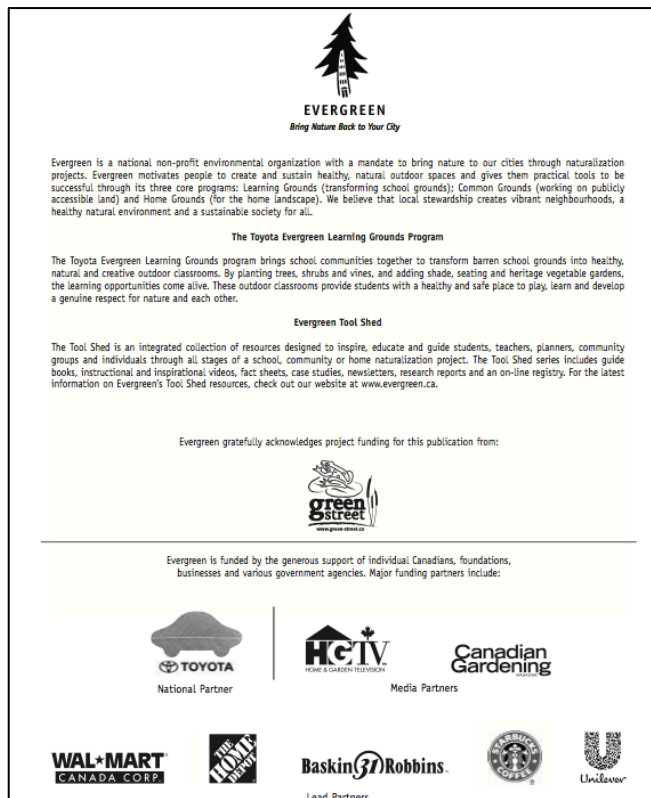 EVERGREEN
Bring Nature Back to Your City
Evergreen is a national non-profit environmental organization with a mandate to bring nature to our cities through naturalization
projects. Evergreen motivates people to create and sustain healthy, natural outdoor spaces and gives them practical tools to be
successful through its three core programs: Learning Grounds (transforming school grounds); Common Grounds (working on publicly
accessible land) and Home Grounds (for the home landscape). We believe that local stewardship creates vibrant neighbourhoods, a
healthy natural environment and a sustainable society for all.
The Toyota Evergreen Learning Grounds Program
The Toyota Evergreen Learning Grounds program brings school communities together to transform barren school grounds into healthy,
natural and creative outdoor classrooms. By planting trees, shrubs and vines, and adding shade, seating and heritage vegetable gardens,
the learning opportunities come alive. These outdoor classrooms provide students with a healthy and safe place to play, learn and develop
a genuine respect for nature and each other.
Evergreen Tool Shed
The Tool Shed is an integrated collection of resources designed to inspire, educate and guide students, teachers, planners, community
groups and individuals through all stages of a school, community or home naturalization project. The Tool Shed series includes guide
books, instructional and inspirational videos, fact sheets, case studies, newsletters, research reports and an on-line registry. For the latest
information on Evergreen's Tool Shed resources, check out our website at www.evergreen.ca.
Evergreen gratefully acknowledges project funding for this publication from:
green
street
www.green-street.ca
Evergreen is funded by the generous support of individual Canadians, foundations,
businesses and various government agencies. Major funding partners include:
TOYOTA
National Partner
HGTV
HOME & GARDEN TELEVISION
Canadian
Gardening
MAGAZINE
Media Partners
WAL★MART
CANADA CORP.
THE
HOME
DEPOT
Baskin 31 Robbins
STARBUCKS
COFFEE
Unilever
Lead Partners